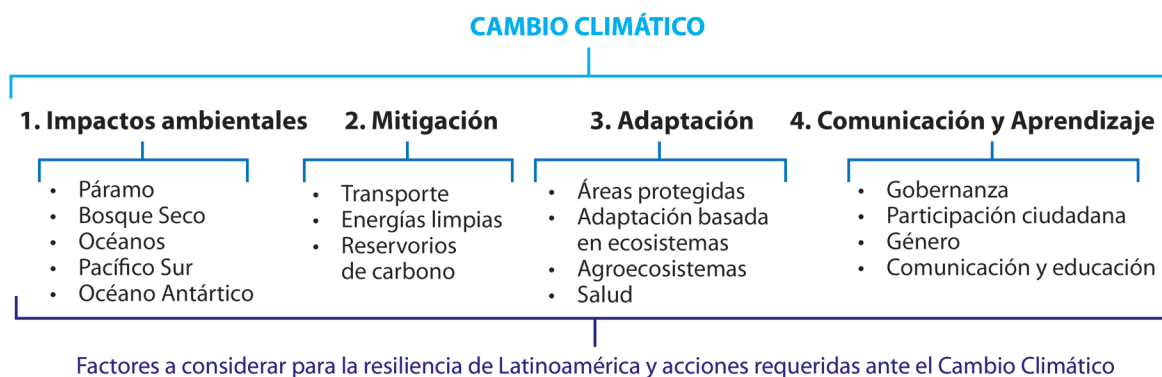 CAMBIO CLIMÁTICO
1. Impactos ambientales
• Páramo
• Bosque Seco
• Océanos
• Pacífico Sur
• Océano Antártico
2. Mitigación
• Transporte
• Energías limpias
• Reservorios
de carbono
3. Adaptación
• Áreas protegidas
• Adaptación basada
en ecosistemas
• Agroecosistemas
• Salud
4. Comunicación y Aprendizaje
• Gobernanza
• Participación ciudadana
• Género
• Comunicación y educación
Factores a considerar para la resiliencia de Latinoamérica y acciones requeridas ante el Cambio Climático